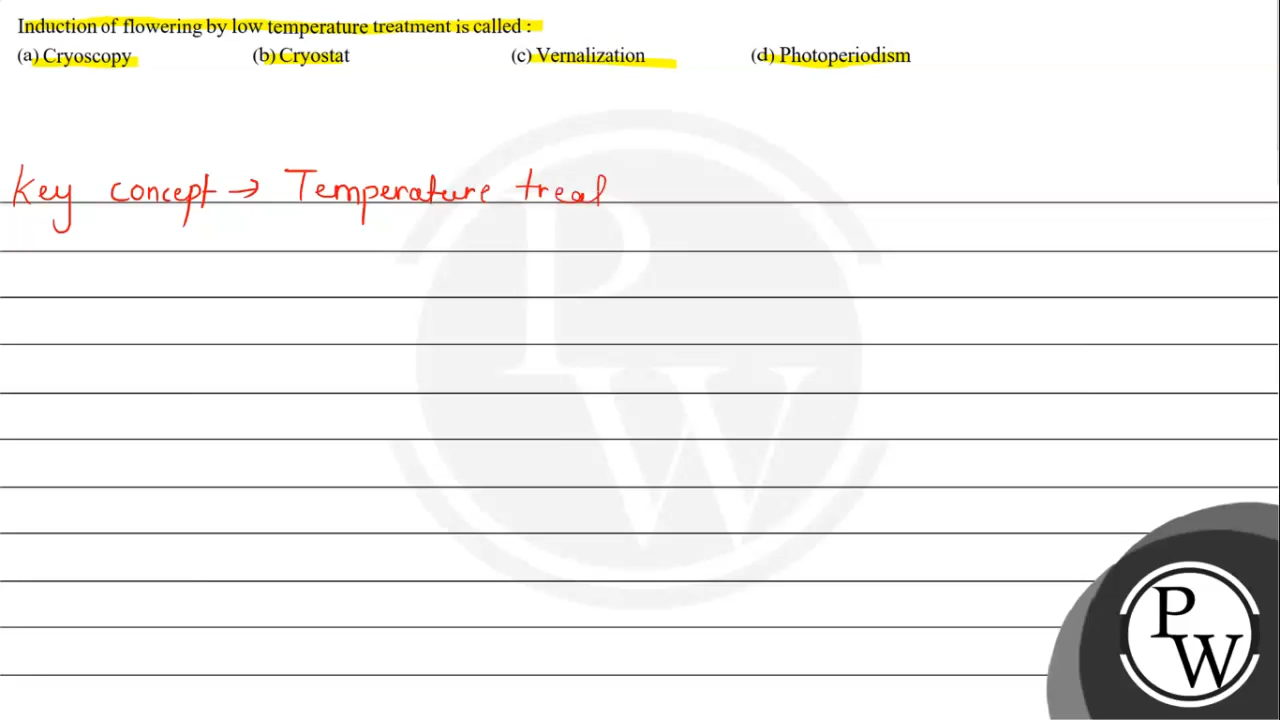 Induction of flowering by low temperature treatment is called :
(a) Cryoscopy (b) Cryostat (c) Vernalization (d) Photoperiodism
Key concept → Temperature treat
P
W
P
W